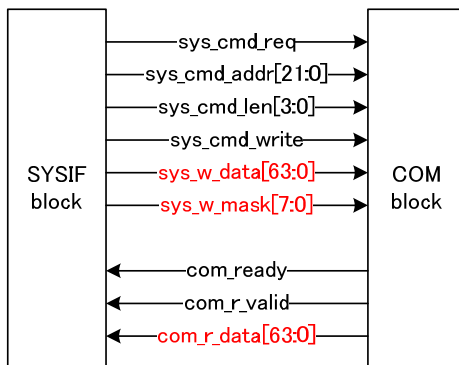 sys_cmd_req
sys_cmd_addr[21:0]
sys_cmd_len[3:0]
sys_cmd_write
SYSIF
block
sys_w_data[63:0]
sys_w_mask[7:0]
COM
block
com_ready
com_r_valid
com_r_data[63:0]